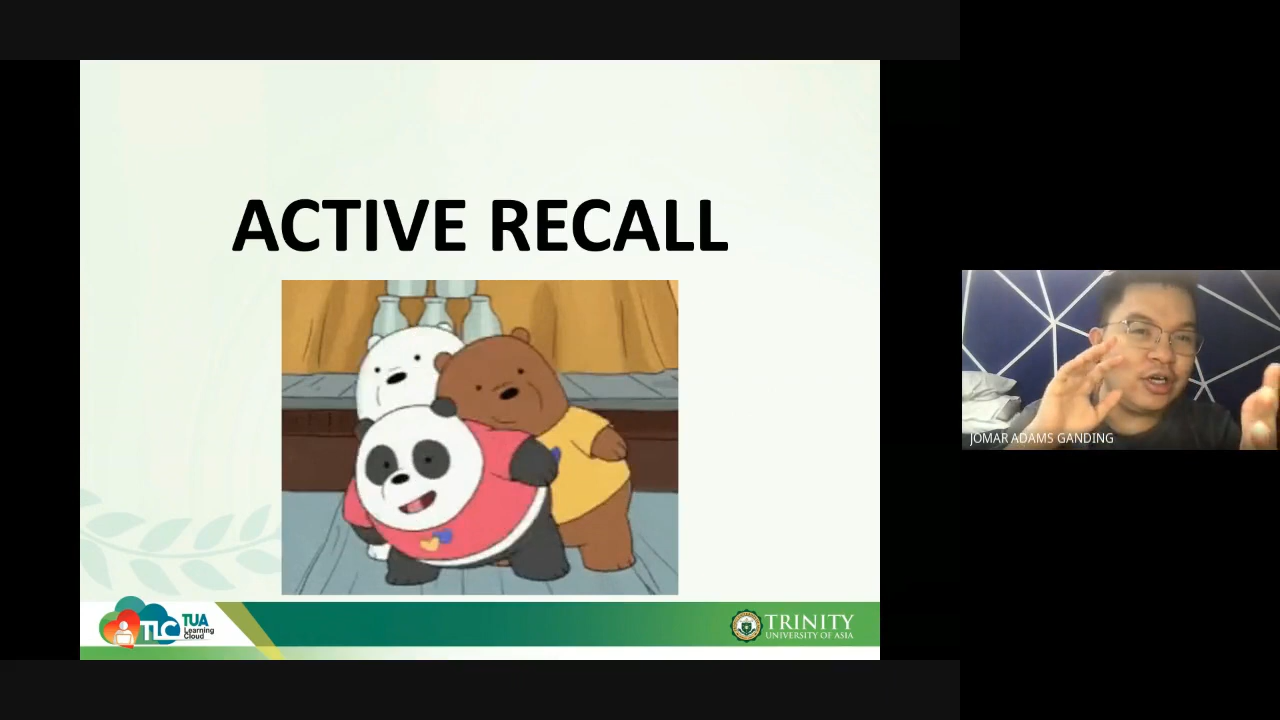 ACTIVE RECALL
TLC TUA
Learning
Cloud
TRINITY
UNIVERSITY OF ASIA
JOMAR ADAMS GANDING